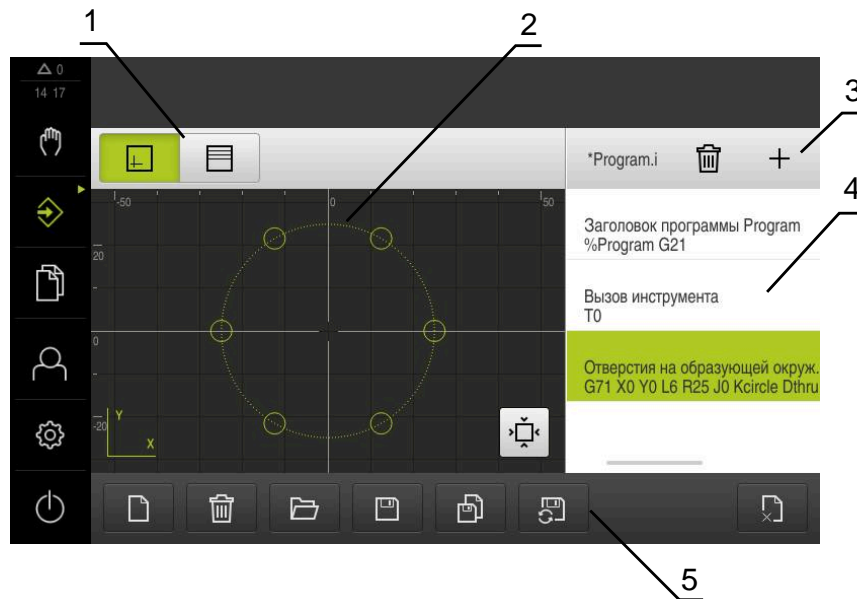 1
2
3
4
5
0
14 17
*Program.i
-50
0
50
20
0
-20
Y
X
Заголовок программы Program
%Program G21
Вызов инструмента
T0
Отверстия на образующей окруж.
G71 X0 Y0 L6 R25 J0 Kcircle Dthru